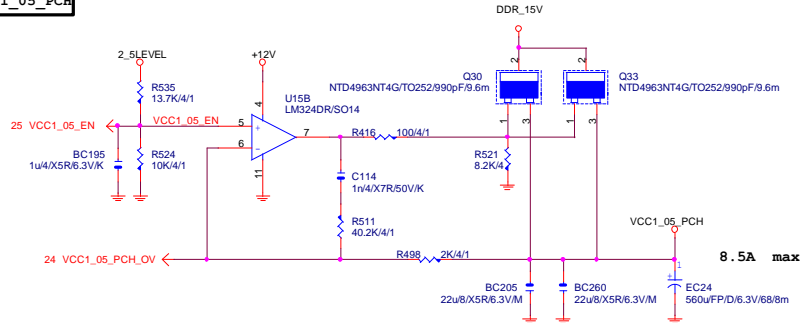 1_05_PCH
DDR_15V
2_5LEVEL
+12V
R535
13.7K/4/1
U15B
LM324DR/SO14
Q30
NTD4963NT4G/TO252/990pF/9.6m
Q33
NTD4963NT4G/TO252/990pF/9.6m
2
2
1
3
1
3
25 VCC1_05_EN
VCC1_05_EN
4
5
+
6
-
7
11
R416
100/4/1
BC195
1u/4/X5R/6.3V/K
R524
10K/4/1
R521
8.2K/4
C114
1n/4/X7R/50V/K
R511
40.2K/4/1
VCC1_05_PCH
24 VCC1_05_PCH_OV
R498
2K/4/1
8.5A max
1
+
BC205
22u/8/X5R/6.3V/M
BC260
22u/8/X5R/6.3V/M
EC24
560u/FP/D/6.3V/68/8m